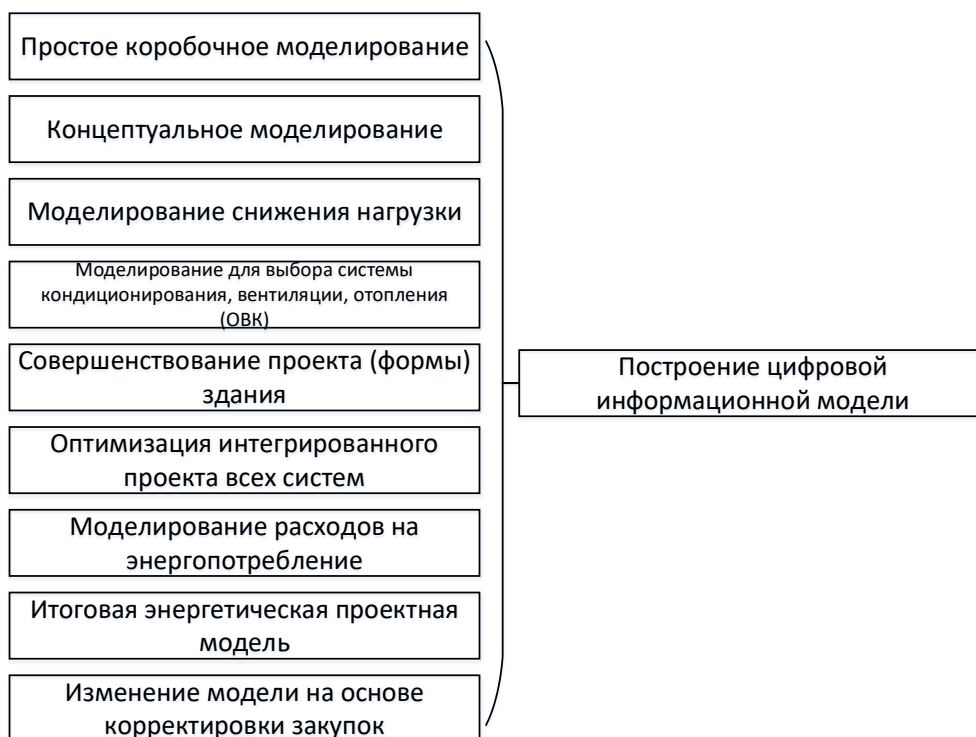 Простое коробочное моделирование
Концептуальное моделирование
Моделирование снижения нагрузки
Моделирование для выбора системы
кондиционирования, вентиляции, отопления
(ОВК)
Совершенствование проекта (формы)
здания
Оптимизация интегрированного
проекта всех систем
Моделирование расходов на
энергопотребление
Итоговая энергетическая проектная
модель
Изменение модели на основе
корректировки закупок
Построение цифровой
информационной модели